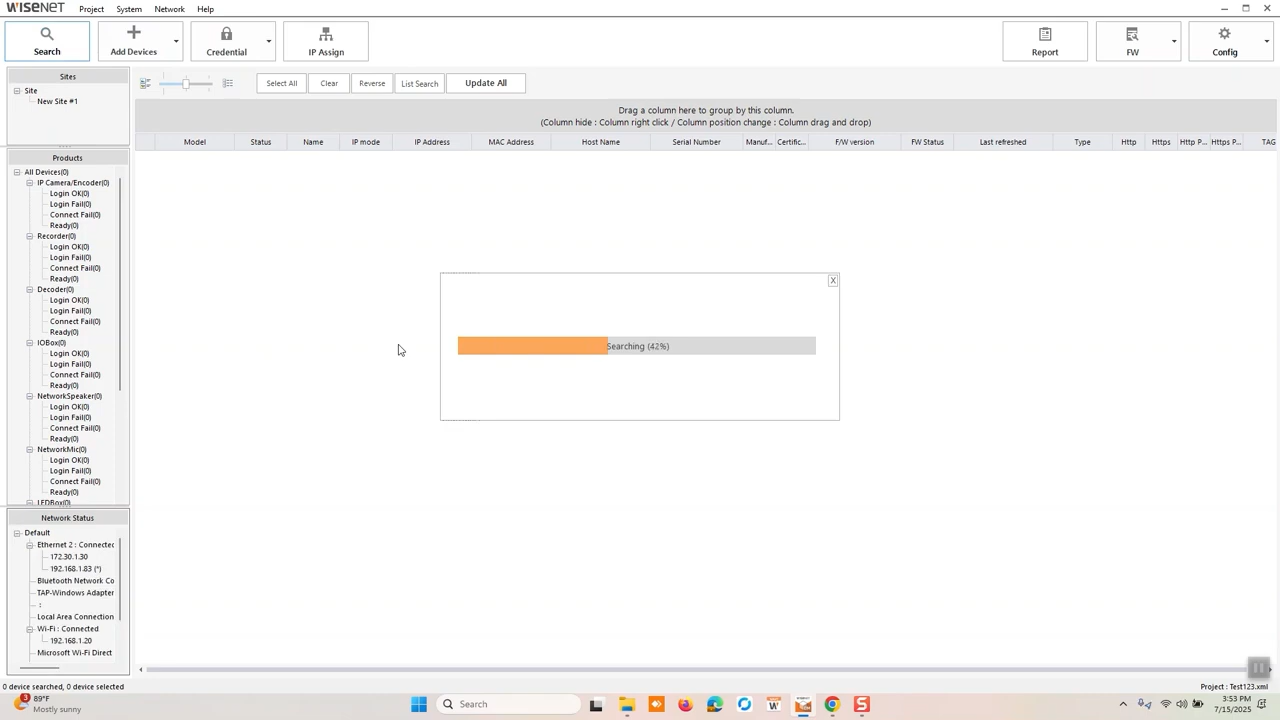 WISENET Project System Network Help
Search Add Devices Credential IP Assign Report FW Config
Sites
Site
New Site #1
Select All Clear Reverse List Search Update All
Drag a column here to group by this column.
(Column hide : Column right click / Column position change : Column drag and drop)
Model Status Name IP mode IP Address MAC Address Host Name Serial Number Manuf... Certific... F/W version FW Status Last refreshed Type Http Https Http P... Https P... TAG
Products
All Devices(0)
IP Camera/Encoder(0)
Login OK(0)
Login Fail(0)
Connect Fail(0)
Ready(0)
Recorder(0)
Login OK(0)
Login Fail(0)
Connect Fail(0)
Ready(0)
Decoder(0)
Login OK(0)
Login Fail(0)
Connect Fail(0)
Ready(0)
IOBox(0)
Login OK(0)
Login Fail(0)
Connect Fail(0)
Ready(0)
NetworkSpeaker(0)
Login OK(0)
Login Fail(0)
Connect Fail(0)
Ready(0)
NetworkMic(0)
Login OK(0)
Login Fail(0)
Connect Fail(0)
Ready(0)
LEDBox(0)
X
Searching (42%)
Network Status
Default
Ethernet 2 : Connected
172.30.1.30
192.168.1.83 (*)
Bluetooth Network Co
TAP-Windows Adapter
:
Local Area Connection
Wi-Fi : Connected
192.168.1.20
Microsoft Wi-Fi Direct
0 device searched, 0 device selected
Project : Test123.xml
3
89°F
Mostly sunny
Search
3:53 PM
7/15/2025